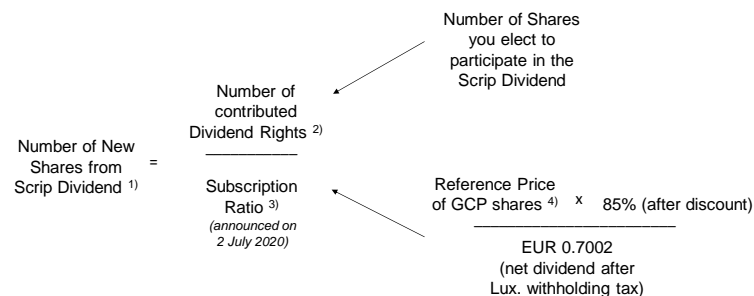 Number of Shares
you elect to
participate in the
Scrip Dividend
Number of
contributed
Dividend Rights 2)
Number of New
Shares from
Scrip Dividend 1)
=
Subscription
Ratio 3)
(announced on
2 July 2020)
Reference Price
of GCP shares 4) x 85% (after discount)
EUR 0.7002
(net dividend after
Lux. withholding tax)